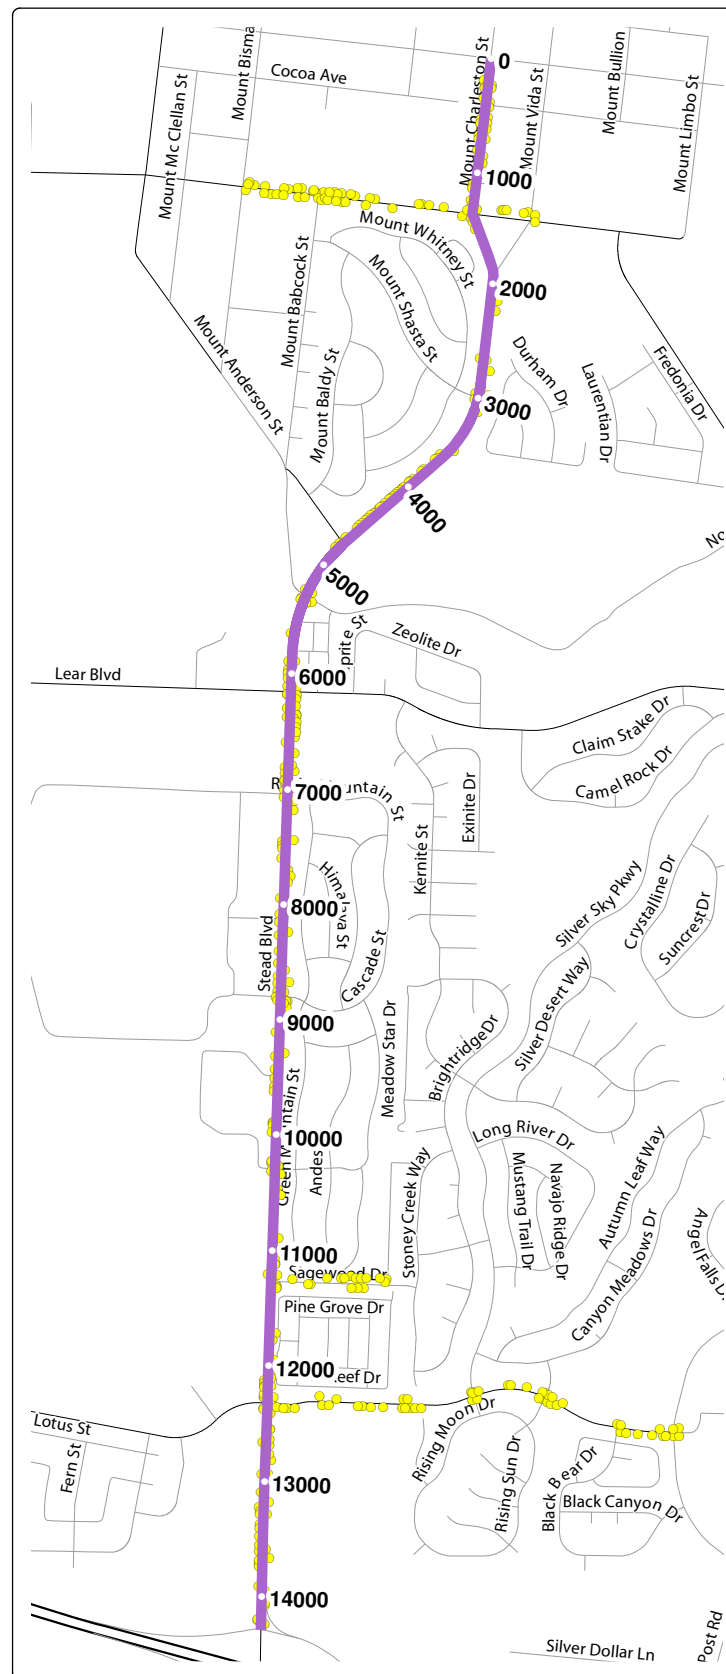 0
Mount Bullion
Mount Charleston St
Cocoa Ave
Mount Vida St
Mount Limbo St
Mount Mc Clellan St
1000
Mount Whitney St
Mount Babcock St
2000
Mount Shasta St
Mount Anderson St
Mount Baldy St
Durham Dr
Laurentian Dr
Fredonia Dr
3000
4000
5000
Zeolite Dr
Lear Blvd
6000
Claim Stake Dr
Camel Rock Dr
7000
Exinite Dr
Kernite St
Silver Sky Pkwy
Crystalline Dr
Suncrest Dr
8000
Stead Blvd
Cascade St
Silver Desert Way
9000
Meadow Star Dr
Brightridge Dr
10000
Andes
Long River Dr
Stoney Creek Way
Mustang Trail Dr
Navajo Ridge Dr
Autumn Leaf Way
Canyon Meadows Dr
11000
Sagewood Dr
Pine Grove Dr
12000
Lotus St
Fern St
Rising Moon Dr
Rising Sun Dr
Black Bear Dr
Black Canyon Dr
13000
14000
Silver Dollar Ln
Post Rd